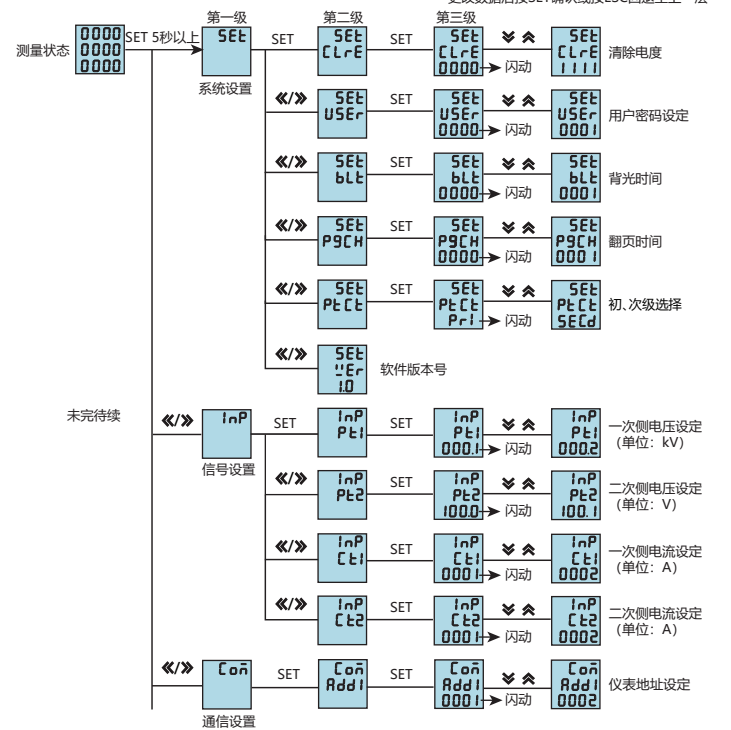 第一级
第二级
第三级
测量状态
0000
0000
0000
SET 5秒以上
SEt
系统设置
SET
SEt
CLrE
SET
SEt
CLrE
0000
闪动
SEt
CLrE
1111
清除电度
SEt
USEr
SET
SEt
USEr
0000
闪动
SEt
USEr
0001
用户密码设定
SEt
bLt
SET
SEt
bLt
0000
闪动
SEt
bLt
0001
背光时间
SEt
PgCH
SET
SEt
PgCH
0000
闪动
SEt
PgCH
0001
翻页时间
SEt
PtCt
SET
SEt
PtCt
Pri
闪动
SEt
PtCt
SECd
初、次级选择
SEt
VEr
1.0
软件版本号
未完待续
InP
信号设置
SET
InP
Pt1
SET
InP
Pt1
000.1
闪动
InP
Pt1
000.2
一次侧电压设定
(单位：kV)
InP
Pt2
SET
InP
Pt2
100.0
闪动
InP
Pt2
100.1
二次侧电压设定
(单位：V)
InP
Ct1
SET
InP
Ct1
0001
闪动
InP
Ct1
0002
一次侧电流设定
(单位：A)
InP
Ct2
SET
InP
Ct2
0001
闪动
InP
Ct2
0002
二次侧电流设定
(单位：A)
Com
通信设置
SET
Com
Add1
SET
Com
Add1
0001
闪动
Com
Add1
0002
仪表地址设定